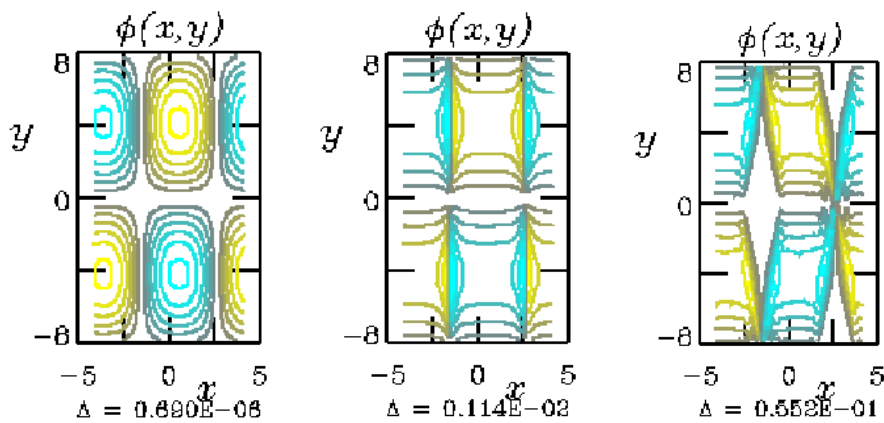 ϕ(x,y) ϕ(x,y) ϕ(x,y)
8 8 8
y y y
0 0 0
−8 −8 −8
−5 0 5 −5 0 5 −5 0 5
x x x
Δ = 0.690E−06 Δ = 0.114E−02 Δ = 0.552E−01